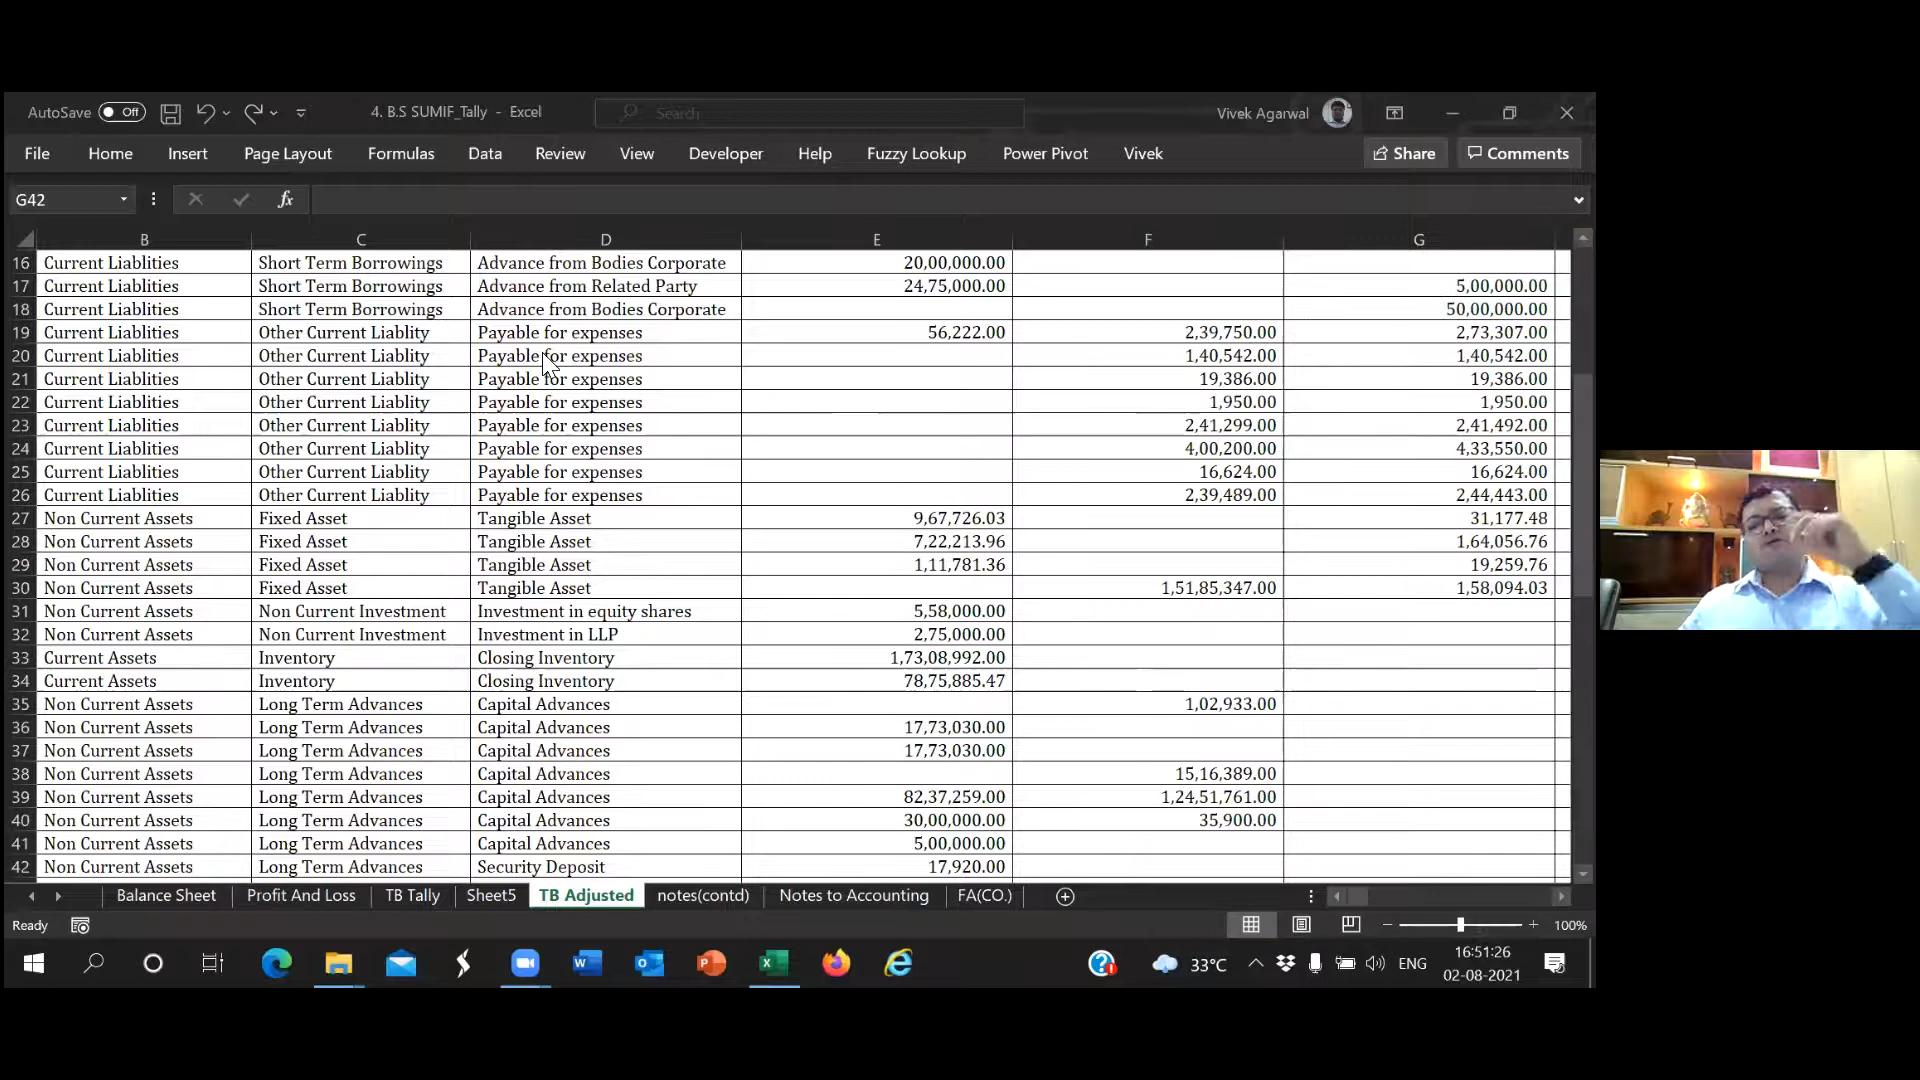 AutoSave Off 4. B.S SUMIF_Tally - Excel Search Vivek Agarwal
File Home Insert Page Layout Formulas Data Review View Developer Help Fuzzy Lookup Power Pivot Vivek Share Comments
G42 fx
B C D E F G
16 Current Liablities Short Term Borrowings Advance from Bodies Corporate 20,00,000.00
17 Current Liablities Short Term Borrowings Advance from Related Party 24,75,000.00 5,00,000.00
18 Current Liablities Short Term Borrowings Advance from Bodies Corporate 50,00,000.00
19 Current Liablities Other Current Liablity Payable for expenses 56,222.00 2,39,750.00 2,73,307.00
20 Current Liablities Other Current Liablity Payable for expenses 1,40,542.00 1,40,542.00
21 Current Liablities Other Current Liablity Payable for expenses 19,386.00 19,386.00
22 Current Liablities Other Current Liablity Payable for expenses 1,950.00 1,950.00
23 Current Liablities Other Current Liablity Payable for expenses 2,41,299.00 2,41,492.00
24 Current Liablities Other Current Liablity Payable for expenses 4,00,200.00 4,33,550.00
25 Current Liablities Other Current Liablity Payable for expenses 16,624.00 16,624.00
26 Current Liablities Other Current Liablity Payable for expenses 2,39,489.00 2,44,443.00
27 Non Current Assets Fixed Asset Tangible Asset 9,67,726.03 31,177.48
28 Non Current Assets Fixed Asset Tangible Asset 7,22,213.96 1,64,056.76
29 Non Current Assets Fixed Asset Tangible Asset 1,11,781.36 19,259.76
30 Non Current Assets Fixed Asset Tangible Asset 1,51,85,347.00 1,58,094.03
31 Non Current Assets Non Current Investment Investment in equity shares 5,58,000.00
32 Non Current Assets Non Current Investment Investment in LLP 2,75,000.00
33 Current Assets Inventory Closing Inventory 1,73,08,992.00
34 Current Assets Inventory Closing Inventory 78,75,885.47
35 Non Current Assets Long Term Advances Capital Advances 1,02,933.00
36 Non Current Assets Long Term Advances Capital Advances 17,73,030.00
37 Non Current Assets Long Term Advances Capital Advances 17,73,030.00
38 Non Current Assets Long Term Advances Capital Advances 15,16,389.00
39 Non Current Assets Long Term Advances Capital Advances 82,37,259.00 1,24,51,761.00
40 Non Current Assets Long Term Advances Capital Advances 30,00,000.00 35,900.00
41 Non Current Assets Long Term Advances Capital Advances 5,00,000.00
42 Non Current Assets Long Term Advances Security Deposit 17,920.00
Balance Sheet Profit And Loss TB Tally Sheet5 TB Adjusted notes(contd) Notes to Accounting FA(CO.)
Ready 100%
33°C ENG 16:51:26
02-08-2021